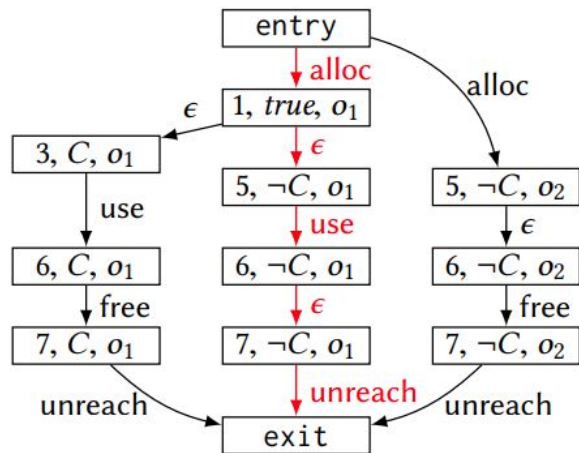 entry
alloc
alloc
1, true, o₁
ϵ
ϵ
3, C, o₁
5, ¬C, o₁
5, ¬C, o₂
use
use
ϵ
6, C, o₁
6, ¬C, o₁
6, ¬C, o₂
free
ϵ
free
7, C, o₁
7, ¬C, o₁
7, ¬C, o₂
unreach
unreach
unreach
exit